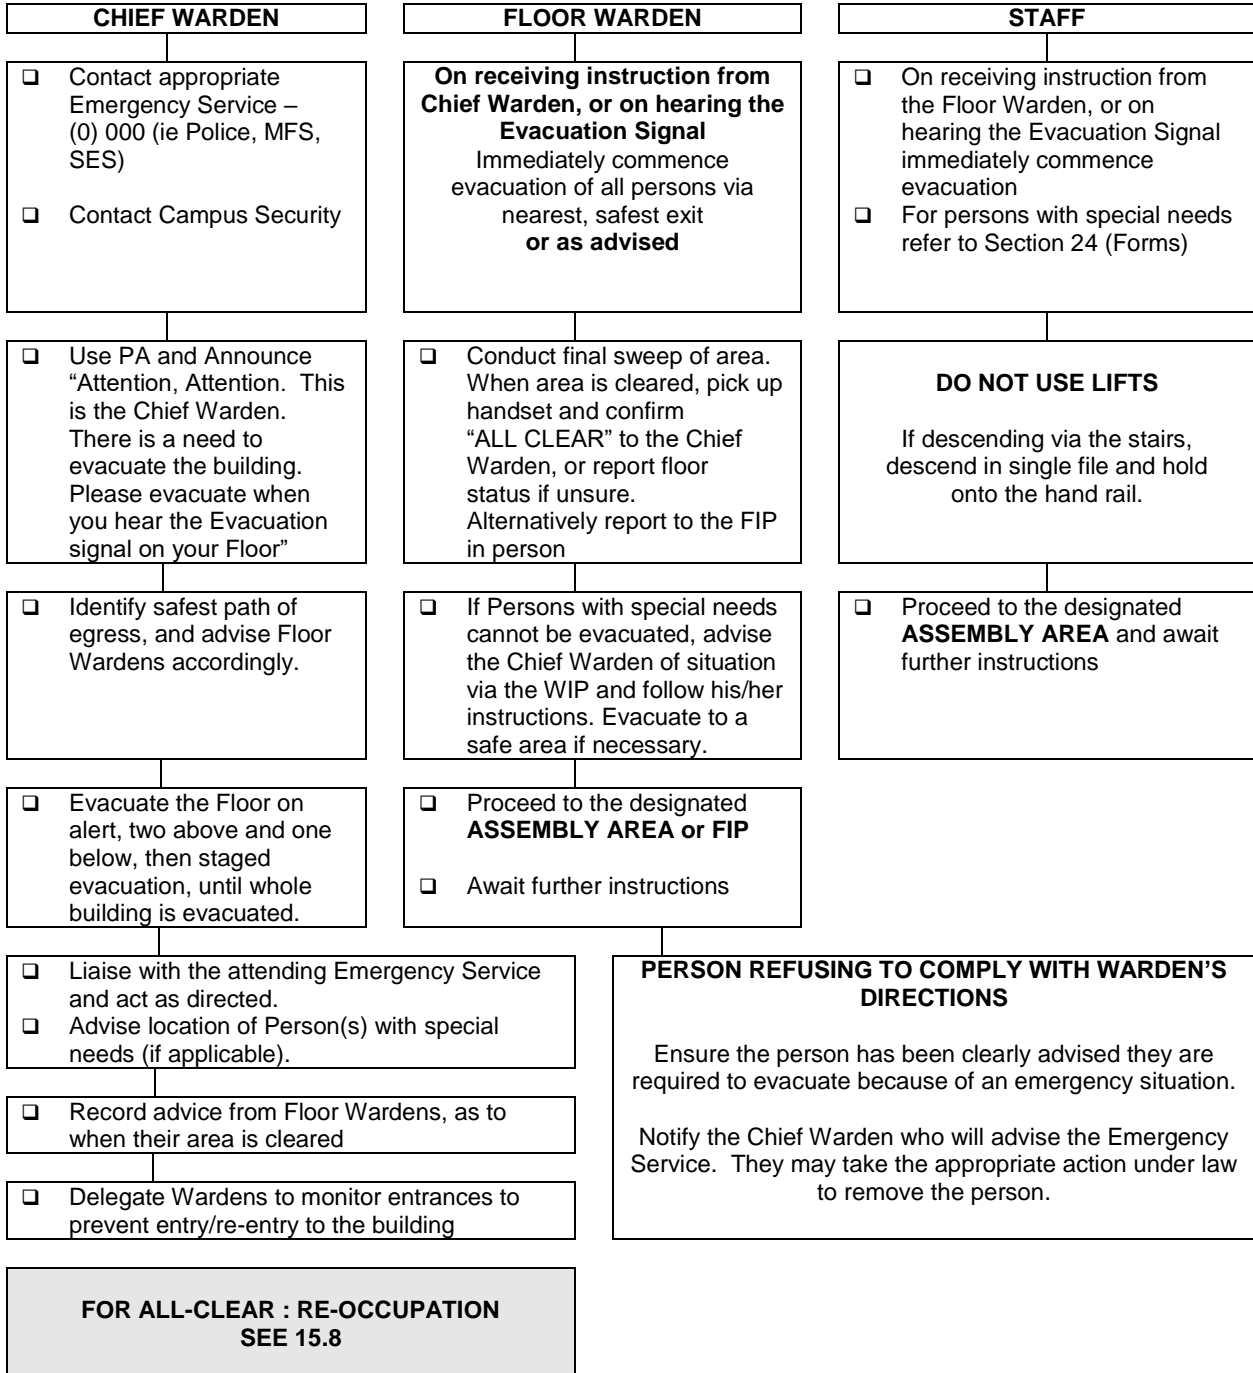 CHIEF WARDEN
❑ Contact appropriate
Emergency Service –
(0) 000 (ie Police, MFS,
SES)
❑ Contact Campus Security
❑ Use PA and Announce
“Attention, Attention.  This
is the Chief Warden.
There is a need to
evacuate the building.
Please evacuate when
you hear the Evacuation
signal on your Floor”
❑ Identify safest path of
egress, and advise Floor
Wardens accordingly.
❑ Evacuate the Floor on
alert, two above and one
below, then staged
evacuation, until whole
building is evacuated.
❑ Liaise with the attending Emergency Service
and act as directed.
❑ Advise location of Person(s) with special
needs (if applicable).
❑ Record advice from Floor Wardens, as to
when their area is cleared
❑ Delegate Wardens to monitor entrances to
prevent entry/re-entry to the building
FOR ALL-CLEAR : RE-OCCUPATION
SEE 15.8
FLOOR WARDEN
On receiving instruction from
Chief Warden, or on hearing the
Evacuation Signal
Immediately commence
evacuation of all persons via
nearest, safest exit
or as advised
❑ Conduct final sweep of area.
When area is cleared, pick up
handset and confirm
“ALL CLEAR” to the Chief
Warden, or report floor
status if unsure.
Alternatively report to the FIP
in person
❑ If Persons with special needs
cannot be evacuated, advise
the Chief Warden of situation
via the WIP and follow his/her
instructions. Evacuate to a
safe area if necessary.
❑ Proceed to the designated
ASSEMBLY AREA or FIP
❑ Await further instructions
PERSON REFUSING TO COMPLY WITH WARDEN’S
DIRECTIONS
Ensure the person has been clearly advised they are
required to evacuate because of an emergency situation.
Notify the Chief Warden who will advise the Emergency
Service.  They may take the appropriate action under law
to remove the person.
STAFF
❑ On receiving instruction from
the Floor Warden, or on
hearing the Evacuation Signal
immediately commence
evacuation
❑ For persons with special needs
refer to Section 24 (Forms)
DO NOT USE LIFTS
If descending via the stairs,
descend in single file and hold
onto the hand rail.
❑ Proceed to the designated
ASSEMBLY AREA and await
further instructions